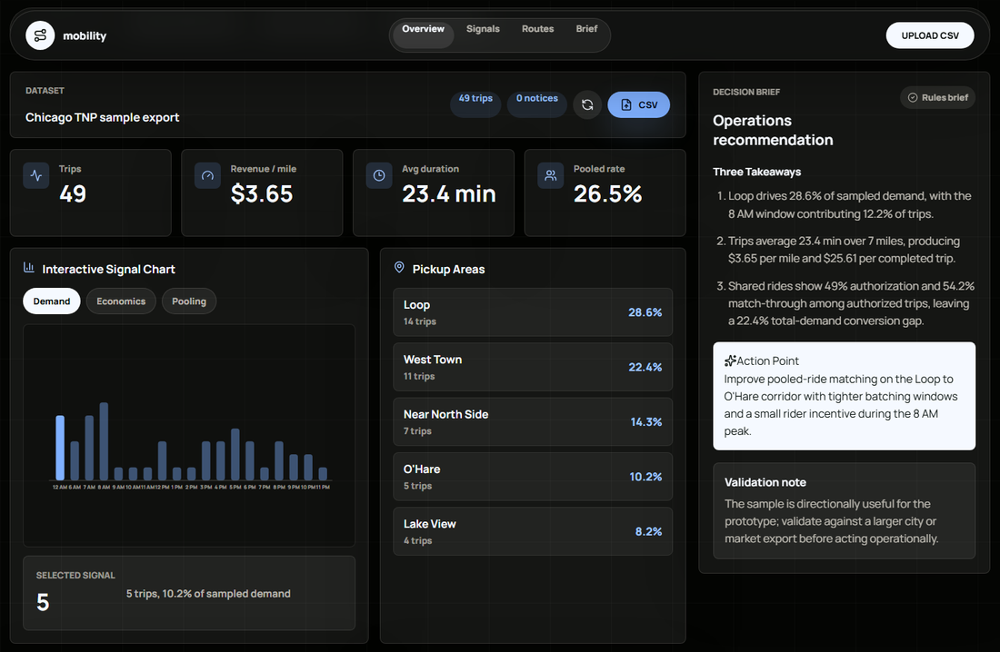 mobility
Overview
Signals
Routes
Brief
UPLOAD CSV
DATASET
Chicago TNP sample export
49 trips
0 notices
CSV
Trips
49
Revenue / mile
$3.65
Avg duration
23.4 min
Pooled rate
26.5%
Interactive Signal Chart
Demand
Economics
Pooling
12 AM 6 AM 7 AM 8 AM 9 AM 10 AM 11 AM 12 PM 1 PM 2 PM 3 PM 4 PM 5 PM 6 PM 7 PM 8 PM 9 PM 10 PM 11 PM
SELECTED SIGNAL
5
5 trips, 10.2% of sampled demand
Pickup Areas
Loop
14 trips
28.6%
West Town
11 trips
22.4%
Near North Side
7 trips
14.3%
O'Hare
5 trips
10.2%
Lake View
4 trips
8.2%
DECISION BRIEF
Rules brief
Operations
recommendation
Three Takeaways
1. Loop drives 28.6% of sampled demand, with the
8 AM window contributing 12.2% of trips.
2. Trips average 23.4 min over 7 miles, producing
$3.65 per mile and $25.61 per completed trip.
3. Shared rides show 49% authorization and 54.2%
match-through among authorized trips, leaving
a 22.4% total-demand conversion gap.
Action Point
Improve pooled-ride matching on the Loop to
O'Hare corridor with tighter batching windows
and a small rider incentive during the 8 AM
peak.
Validation note
The sample is directionally useful for the
prototype; validate against a larger city or
market export before acting operationally.